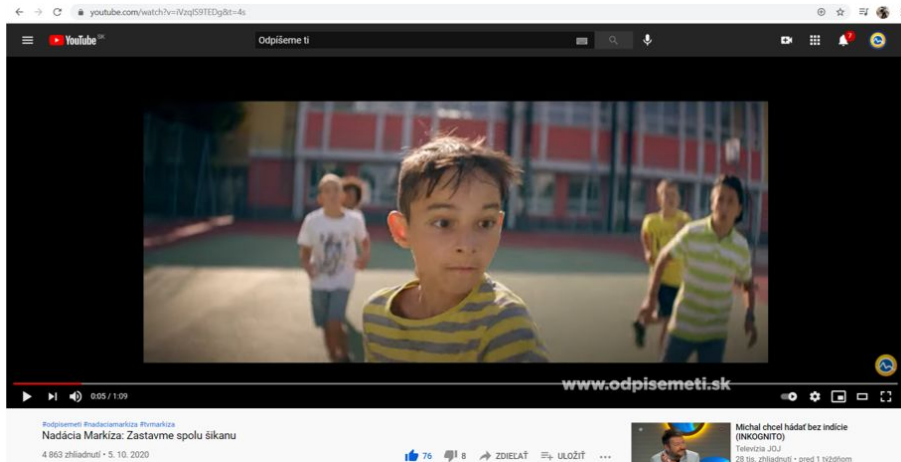 youtube.com/watch?v=iVzqlS9TEDg&t=4s
YouTube SK
Odpíšeme ti
7
www.odpisemeti.sk
0:05 / 1:09
#odpisemeti #nadaciamarkiza #tvmarkiza
Nadácia Markíza: Zastavme spolu šikanu
4 863 zhliadnutí • 5. 10. 2020
76
8
ZDIEĽAŤ
ULOŽIŤ
Michal chcel hádať bez indície
(INKOGNITO)
Televízia JOJ
28 tis. zhliadnutí • pred 1 týždňom